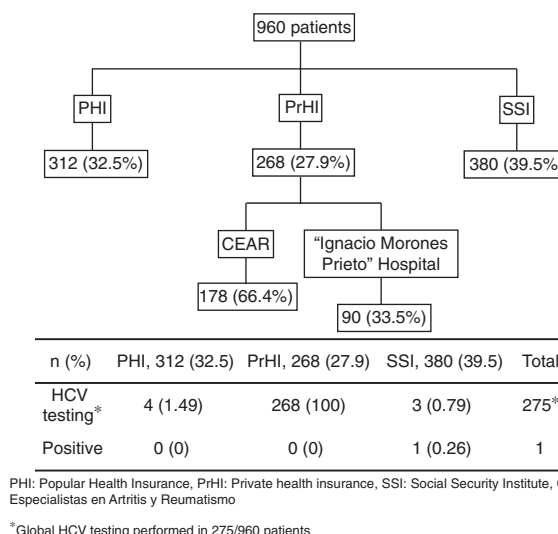 960 patients
PHI PrHI SSI
312 (32.5%) 268 (27.9%) 380 (39.5%
CEAR “Ignacio Morones
Prieto” Hospital
178 (66.4%)
90 (33.5%)
n (%) PHI, 312 (32.5) PrHI, 268 (27.9) SSI, 380 (39.5) Total
HCV
testing* 4 (1.49) 268 (100) 3 (0.79) 275*
Positive 0 (0) 0 (0) 1 (0.26) 1
PHI: Popular Health Insurance, PrHI: Private health insurance, SSI: Social Security Institute,
Especialistas en Artritis y Reumatismo
*Global HCV testing performed in 275/960 patients